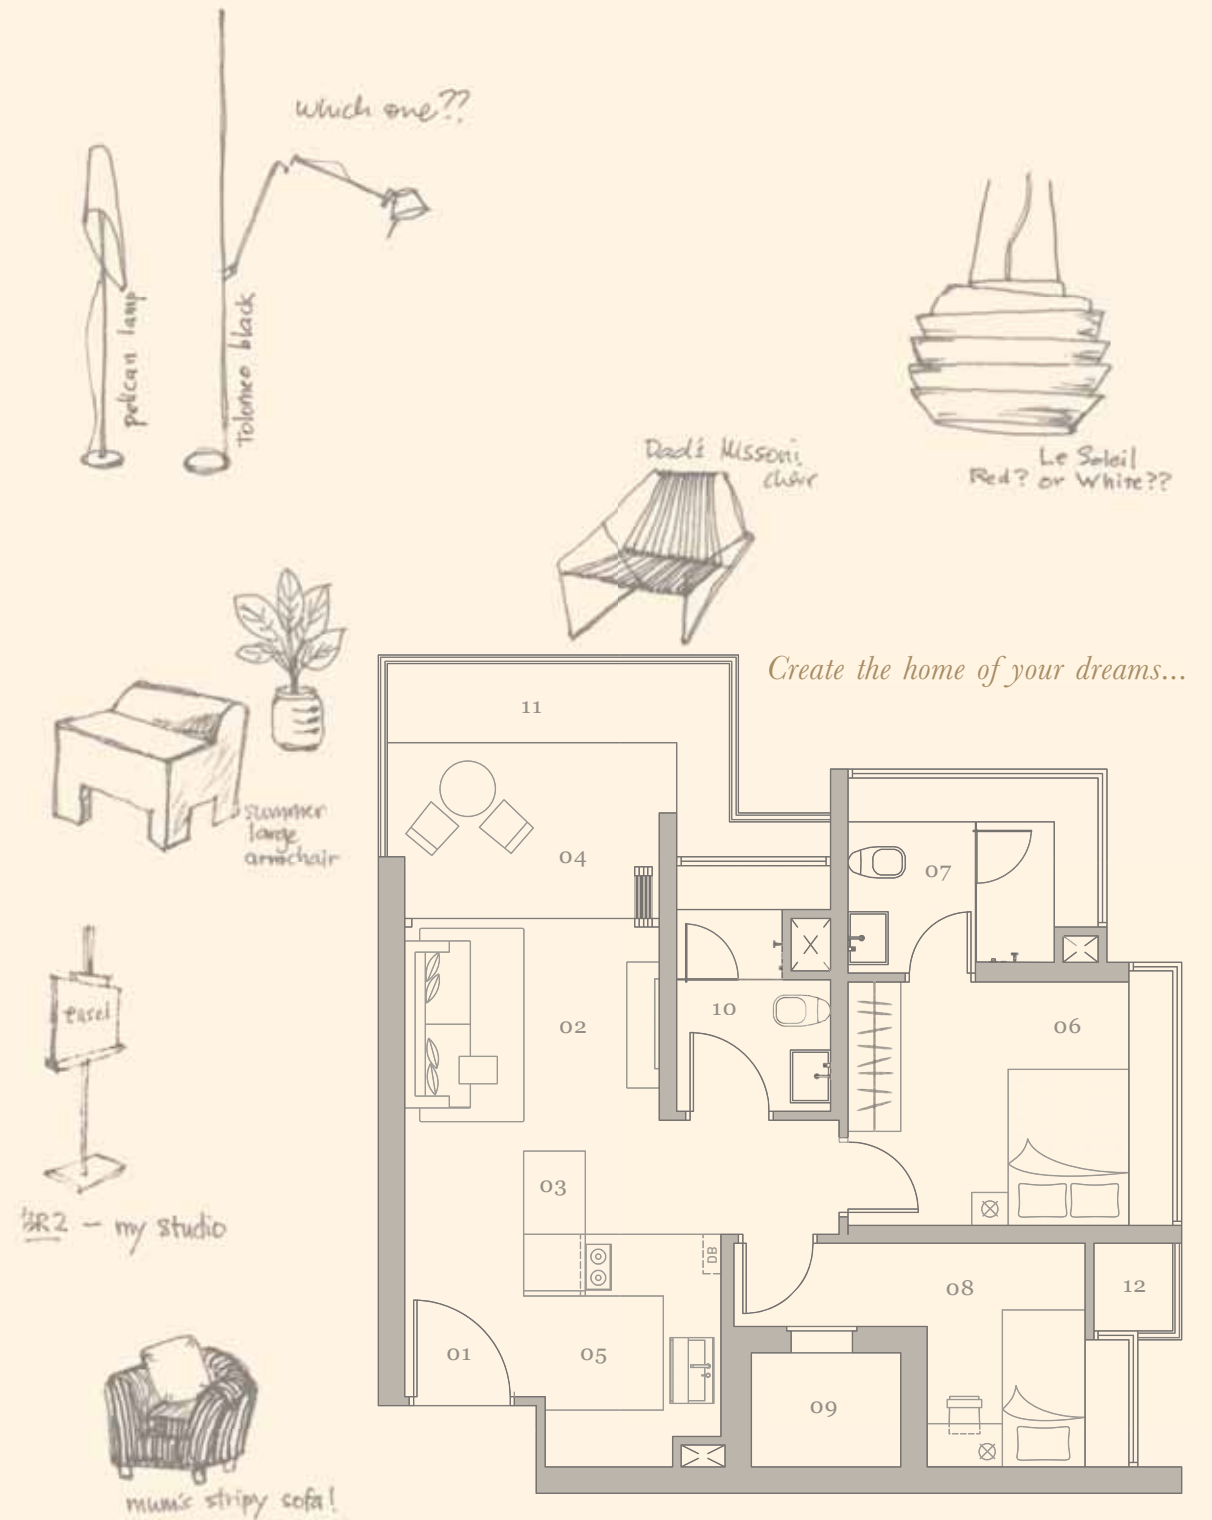 which one??
pelican lamp
Tolomeo black
Le Soleil
Red? or White??
Dad's Missoni
chair
Create the home of your dreams...
summer
large
armchair
easel
BR2 – my studio
mum's stripy sofa!
11
04
07
02
10
06
03
DB
08
12
01
05
09